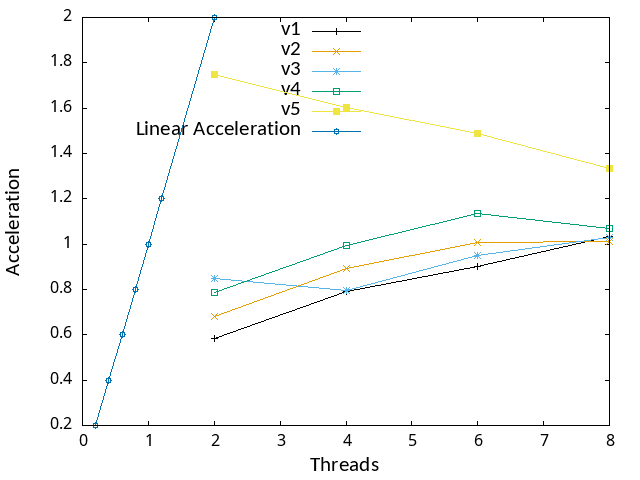 2
1.8
1.6
1.4
1.2
1
0.8
0.6
0.4
0.2
0 1 2 3 4 5 6 7 8
Acceleration
Threads
v1
v2
v3
v4
v5
Linear Acceleration